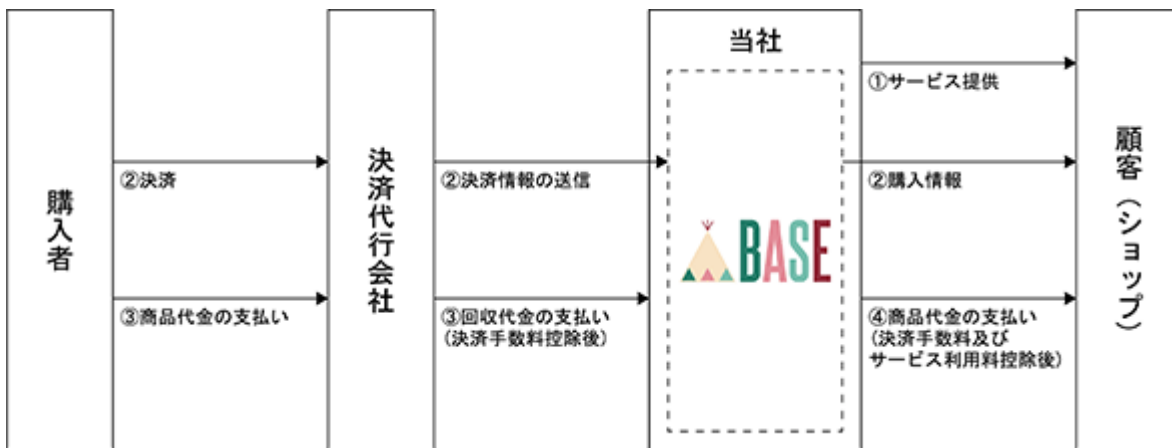 購入者
②決済
③商品代金の支払い
決済代行会社
②決済情報の送信
③回収代金の支払い
(決済手数料控除後)
当社
BASE
①サービス提供
②購入情報
④商品代金の支払い
(決済手数料及び
サービス利用料控除後)
顧客(ショップ)